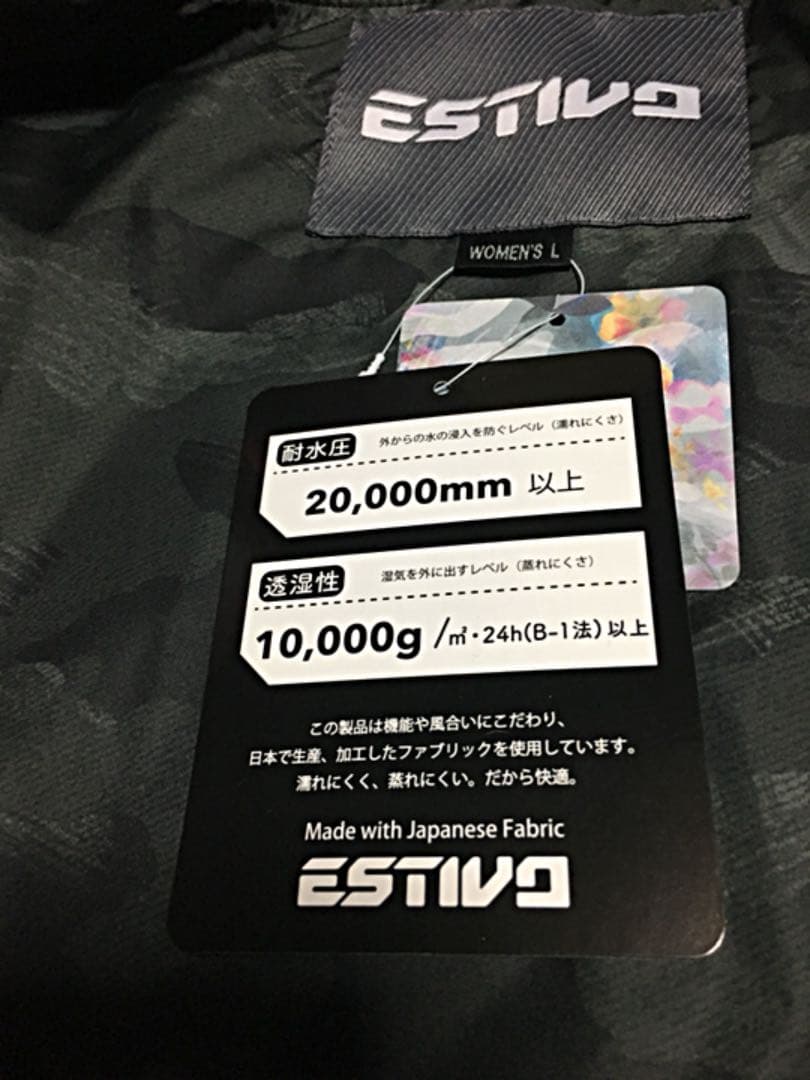 ESTIVO
WOMEN'S L
耐水圧 外からの水の浸入を防ぐレベル（濡れにくさ）
20,000mm 以上
透湿性 湿気を外に出すレベル（蒸れにくさ）
10,000g /㎡・24h(B-1法)以上
この製品は機能や風合いにこだわり、
日本で生産、加工したファブリックを使用しています。
濡れにくく、蒸れにくい。だから快適。
Made with Japanese Fabric
ESTIVO